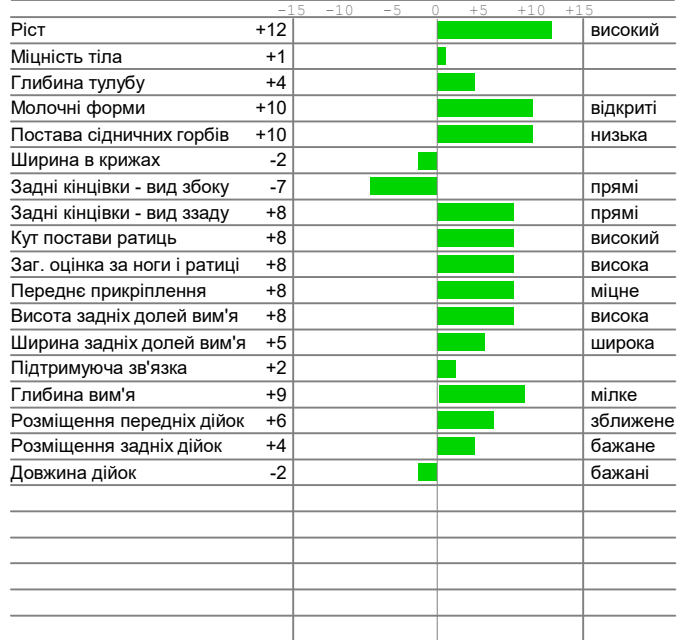 -15 -10 -5 0 +5 +10 +15
Ріст +12 високий
Міцність тіла +1
Глибина тулубу +4
Молочні форми +10 відкриті
Постава сідничних горбів +10 низька
Ширина в крижах -2
Задні кінцівки - вид збоку -7 прямі
Задні кінцівки - вид ззаду +8 прямі
Кут постави ратиць +8 високий
Заг. оцінка за ноги і ратиці +8 висока
Переднє прикріплення +8 міцне
Висота задніх долей вим'я +8 висока
Ширина задніх долей вим'я +5 широка
Підтримуюча зв'язка +2
Глибина вим'я +9 мілке
Розміщення передніх дійок +6 зближене
Розміщення задніх дійок +4 бажане
Довжина дійок -2 бажані